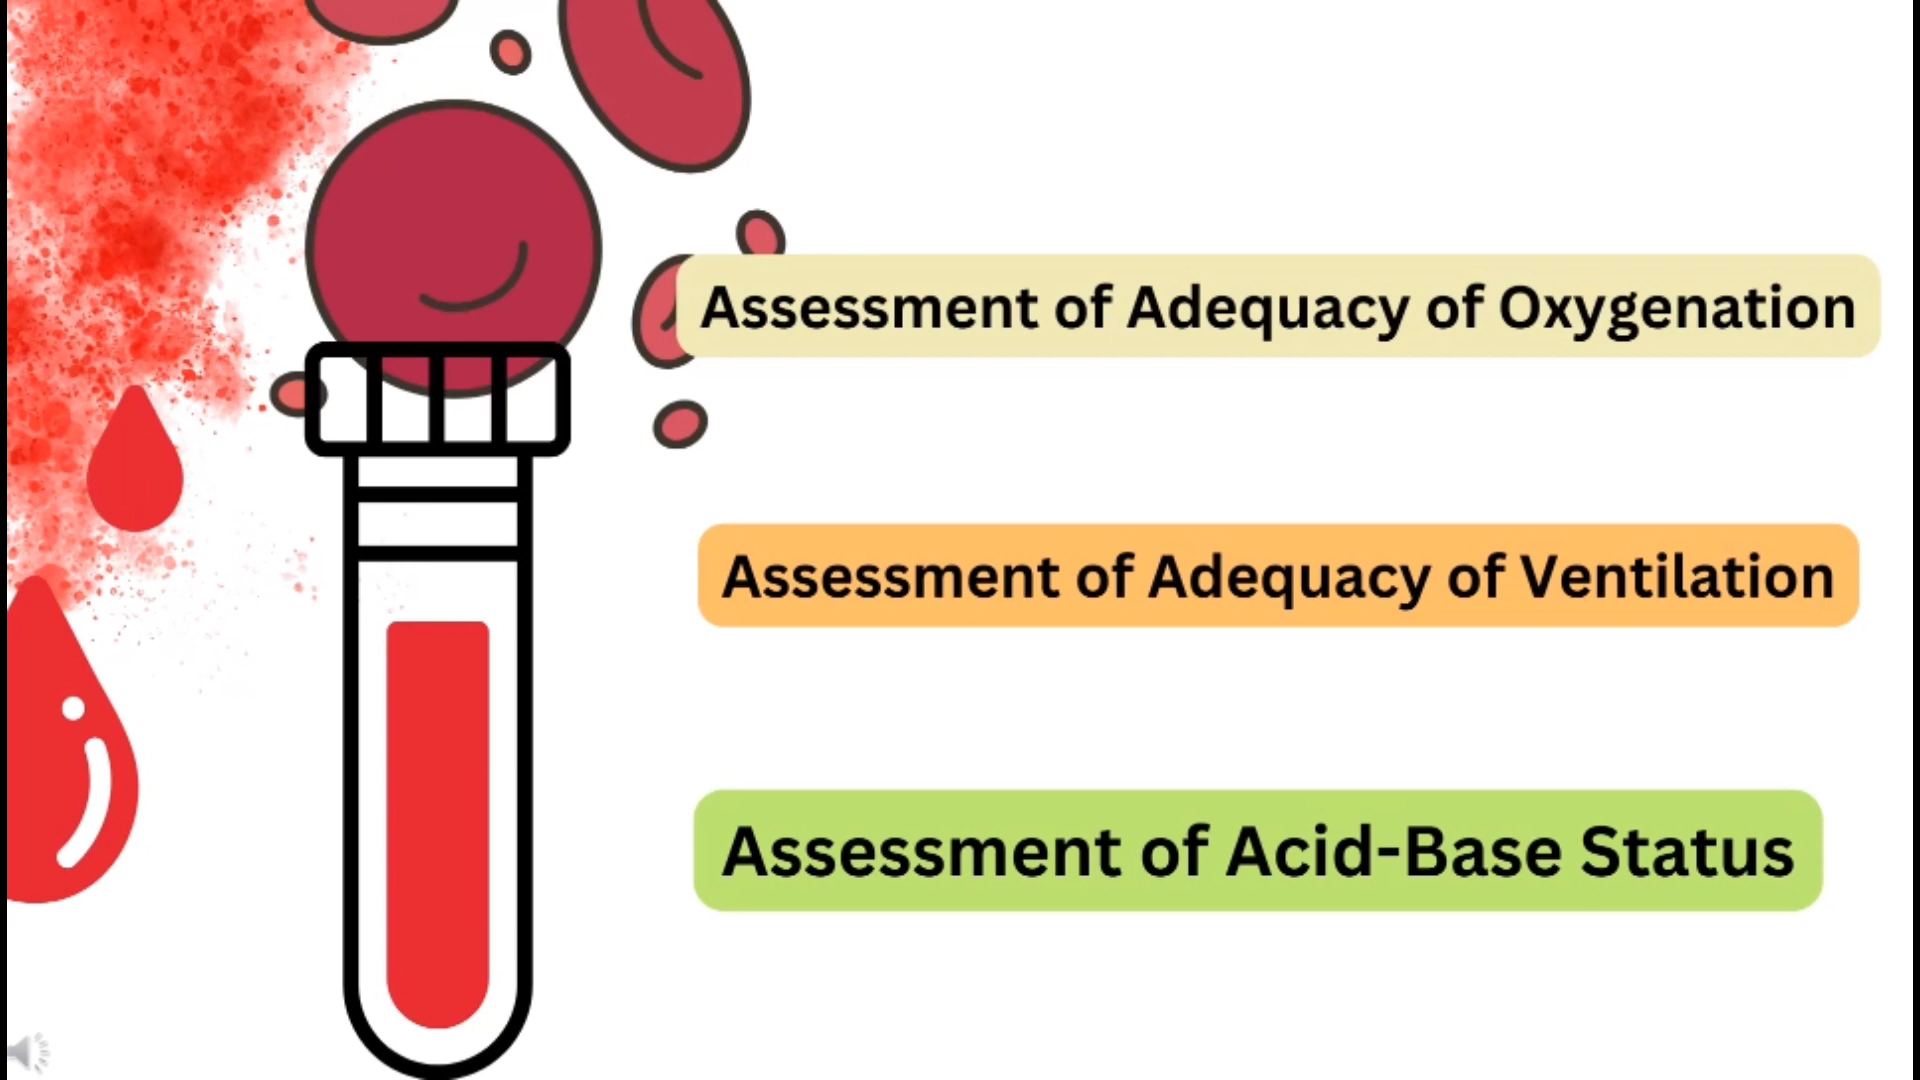 Assessment of Adequacy of Oxygenation
Assessment of Adequacy of Ventilation
Assessment of Acid-Base Status